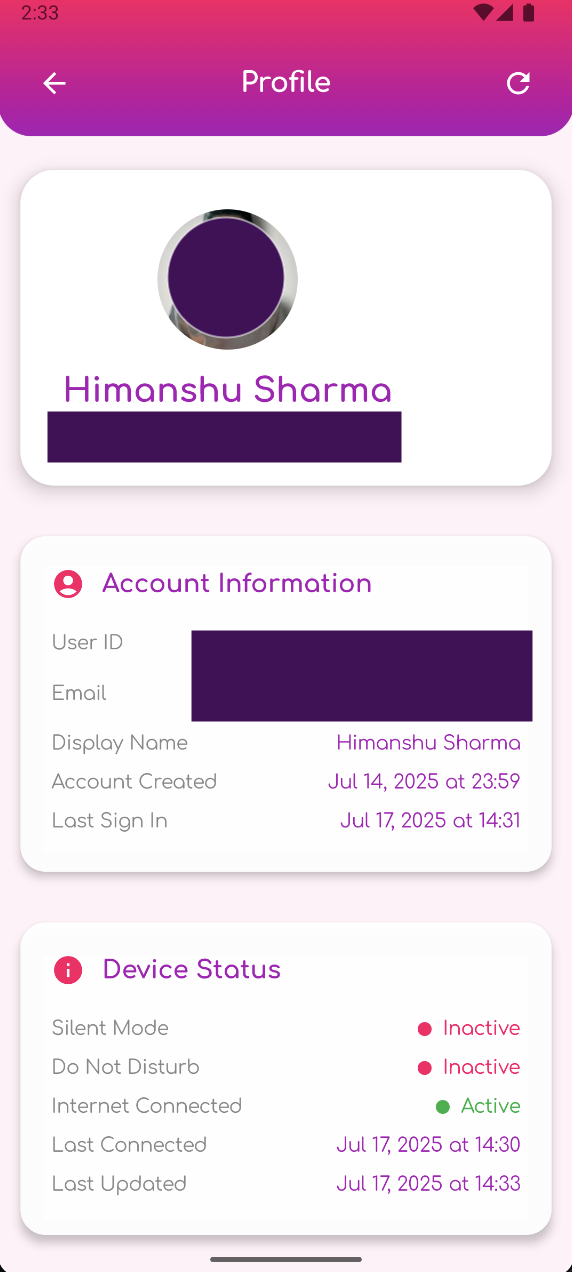 2:33
Profile
Himanshu Sharma
Account Information
User ID
Email
Display Name Himanshu Sharma
Account Created Jul 14, 2025 at 23:59
Last Sign In Jul 17, 2025 at 14:31
Device Status
Silent Mode Inactive
Do Not Disturb Inactive
Internet Connected Active
Last Connected Jul 17, 2025 at 14:30
Last Updated Jul 17, 2025 at 14:33